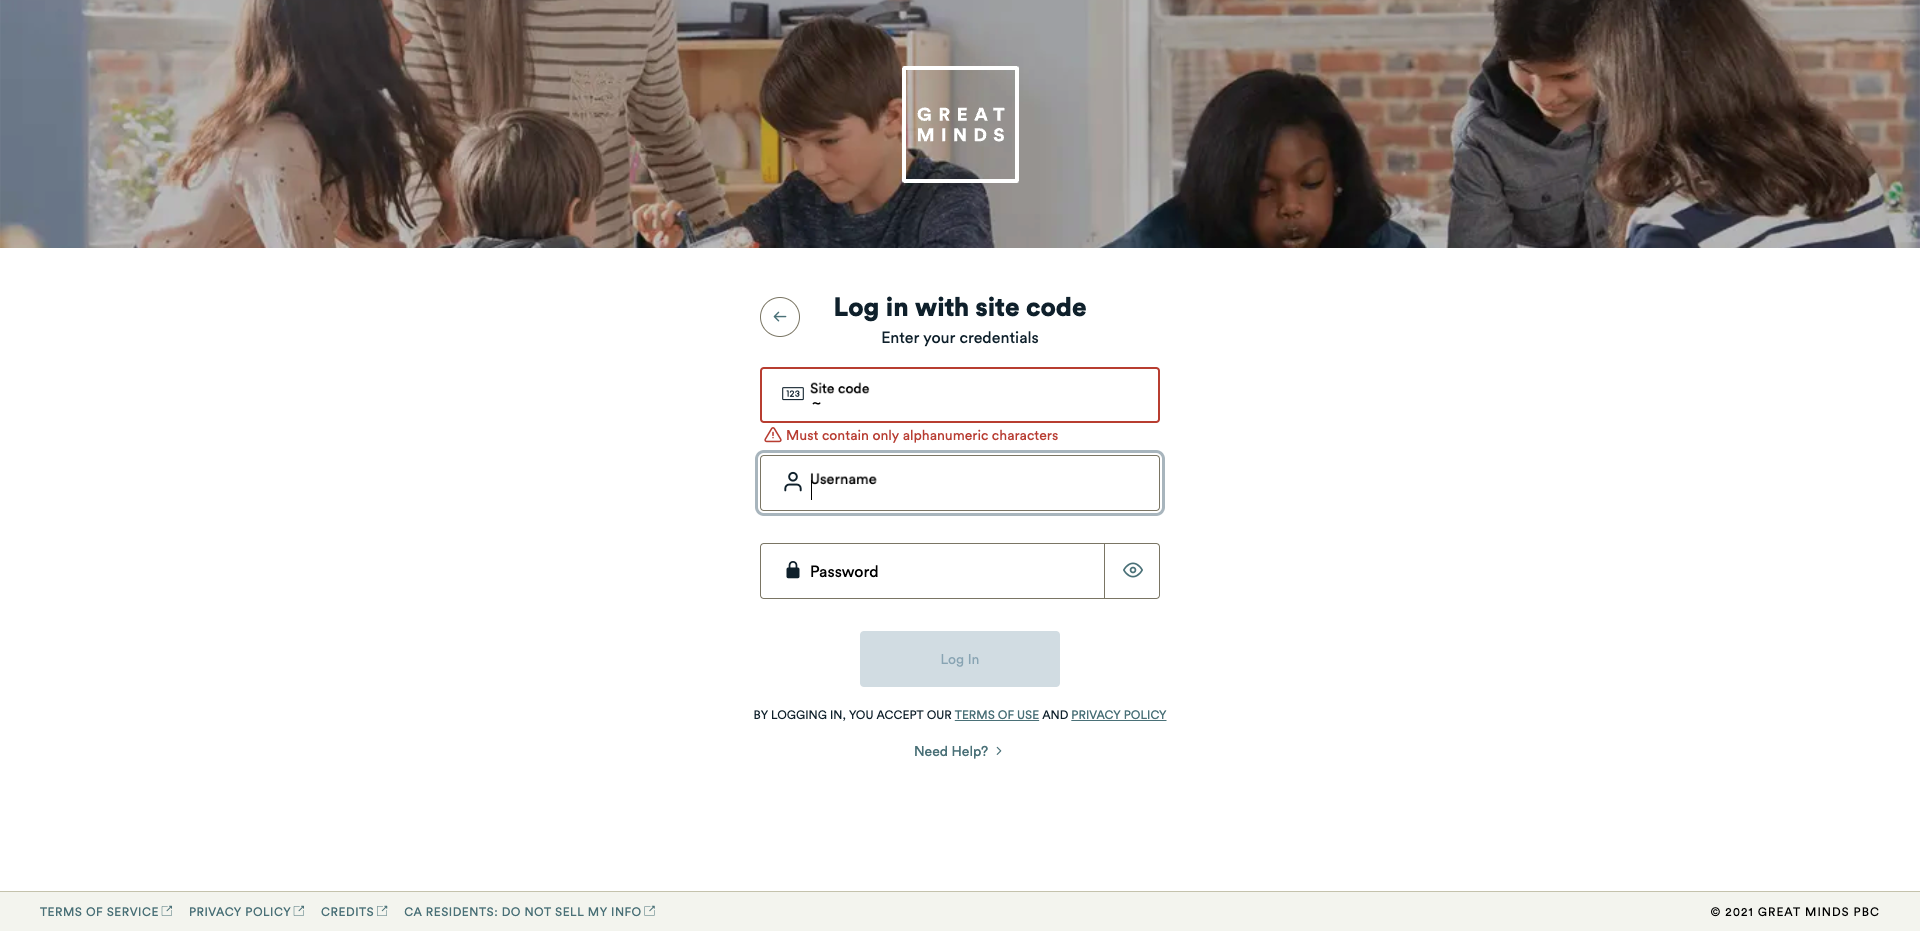 GREAT
MINDS
Log in with site code
Enter your credentials
123 Site code
~
Must contain only alphanumeric characters
Username
Password
Log In
BY LOGGING IN, YOU ACCEPT OUR TERMS OF USE AND PRIVACY POLICY
Need Help? >
TERMS OF SERVICE PRIVACY POLICY CREDITS CA RESIDENTS: DO NOT SELL MY INFO © 2021 GREAT MINDS PBC